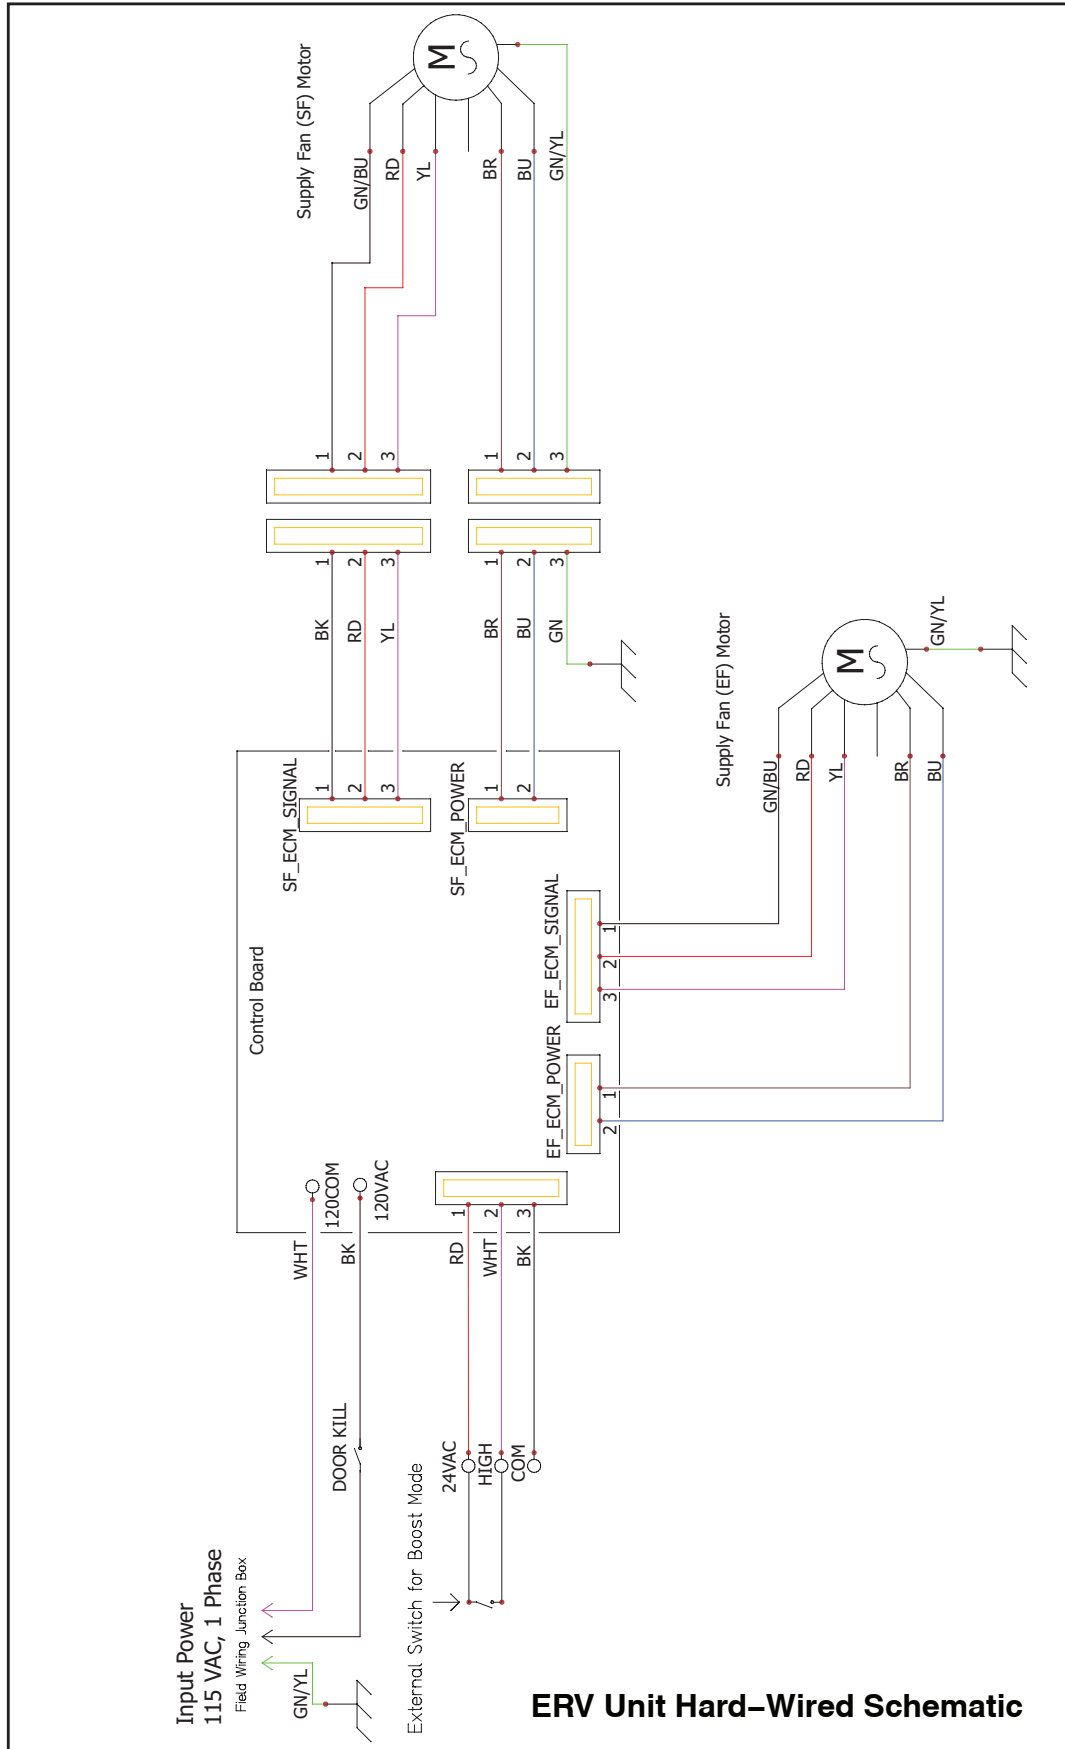 Supply Fan (SF) Motor
M
GN/BU
RD
YL
BR
BU
GN/YL
1
2
3
1
2
3
1
2
3
1
2
3
BK
RD
YL
BR
BU
GN
Supply Fan (EF) Motor
M
GN/YL
GN/BU
RD
YL
BR
BU
SF_ECM_SIGNAL
1
2
3
SF_ECM_POWER
1
2
Control Board
EF_ECM_SIGNAL
1
2
3
EF_ECM_POWER
1
2
120COM
120VAC
WHT
BK
1
2
3
RD
WHT
BK
DOOR KILL
24VAC
HIGH
COM
External Switch for Boost Mode
Input Power
115 VAC, 1 Phase
Field Wiring Junction Box
GN/YL
ERV Unit Hard–Wired Schematic